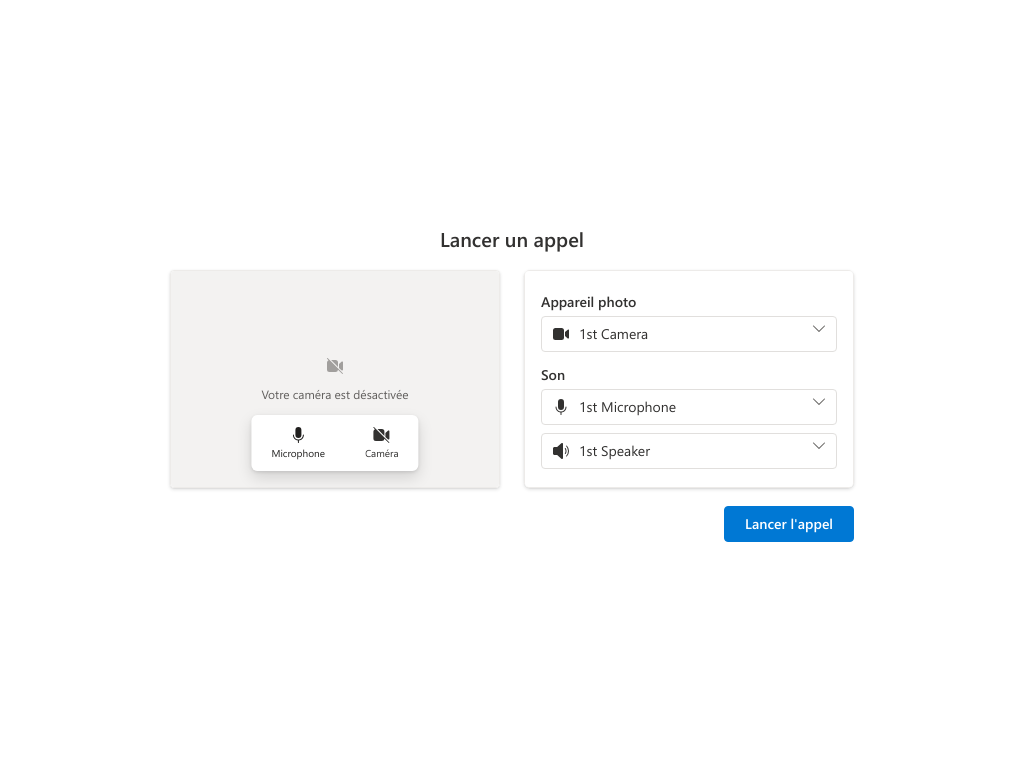 Lancer un appel
Votre caméra est désactivée
Microphone
Caméra
Appareil photo
1st Camera
Son
1st Microphone
1st Speaker
Lancer l'appel